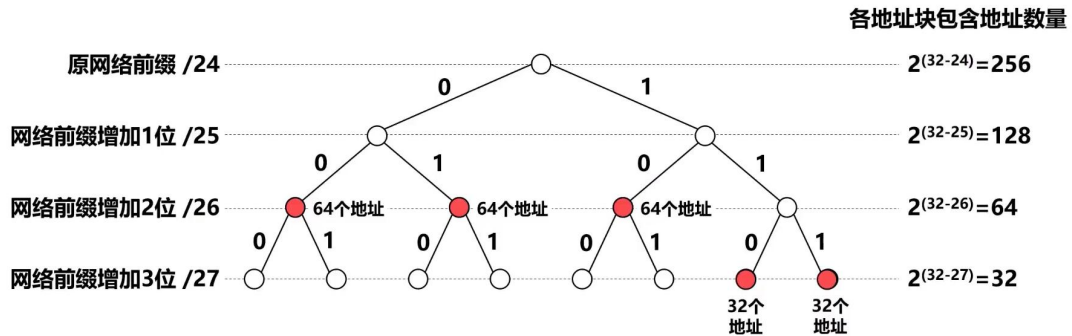 各地址块包含地址数量
原网络前缀 /24
2^(32-24)=256
0
1
网络前缀增加1位 /25
2^(32-25)=128
0
1
0
1
网络前缀增加2位 /26
64个地址
64个地址
64个地址
2^(32-26)=64
0
1
0
1
0
1
0
1
网络前缀增加3位 /27
2^(32-27)=32
32个
地址
32个
地址